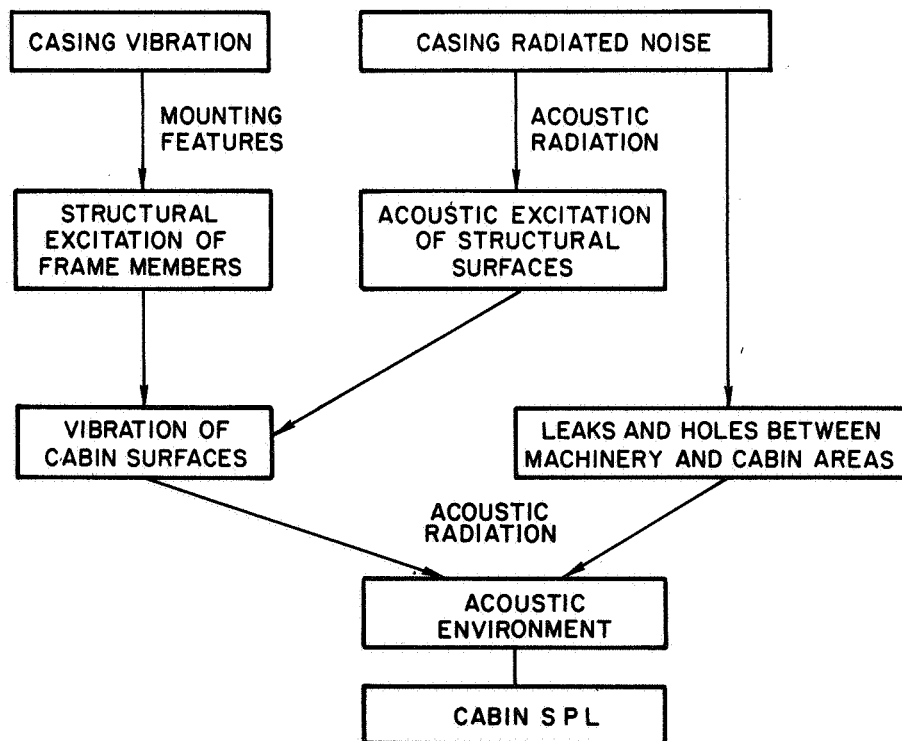 CASING VIBRATION
CASING RADIATED NOISE
MOUNTING
FEATURES
ACOUSTIC
RADIATION
STRUCTURAL
EXCITATION OF
FRAME MEMBERS
ACOUSTIC EXCITATION
OF STRUCTURAL
SURFACES
VIBRATION OF
CABIN SURFACES
LEAKS AND HOLES BETWEEN
MACHINERY AND CABIN AREAS
ACOUSTIC
RADIATION
ACOUSTIC
ENVIRONMENT
CABIN S P L